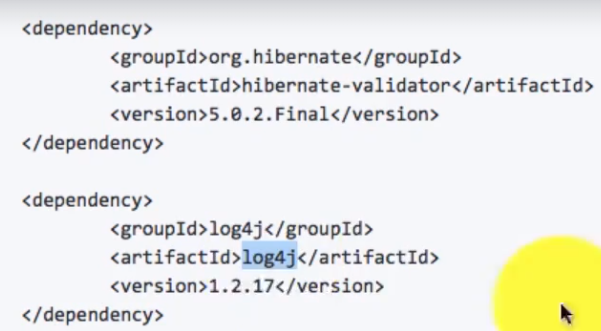 <dependency>
<groupId>org.hibernate</groupId>
<artifactId>hibernate-validator</artifactId>
<version>5.0.2.Final</version>
</dependency>
<dependency>
<groupId>log4j</groupId>
<artifactId>log4j</artifactId>
<version>1.2.17</version>
</dependency>